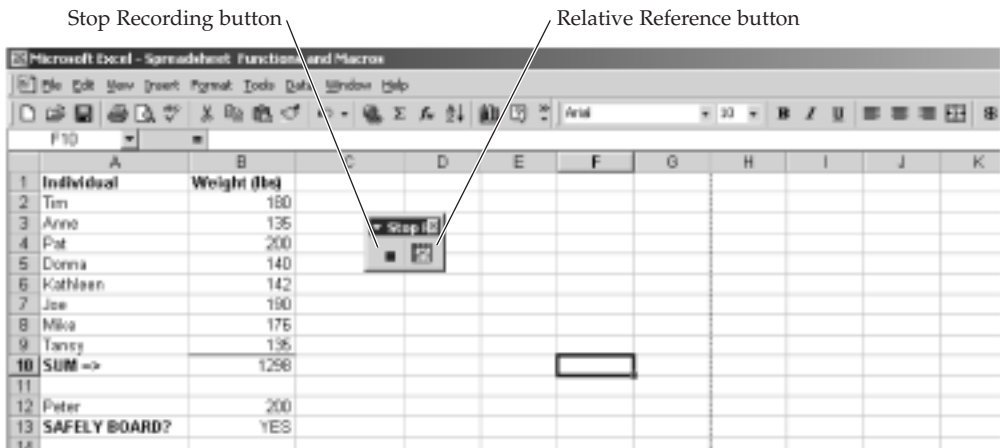 Stop Recording button Relative Reference button
Microsoft Excel - Spreadsheet Functions and Macros
File Edit View Insert Format Tools Data Window Help
Arial 10 B I U
F10 =
A B C D E F G H I J K
1 Individual Weight (lbs)
2 Tim 180
3 Anne 135
4 Pat 200
5 Donna 140
6 Kathleen 142
7 Joe 190
8 Mike 176
9 Tansy 135
10 SUM => 1298
11
12 Peter 200
13 SAFELY BOARD? YES
14
Stop